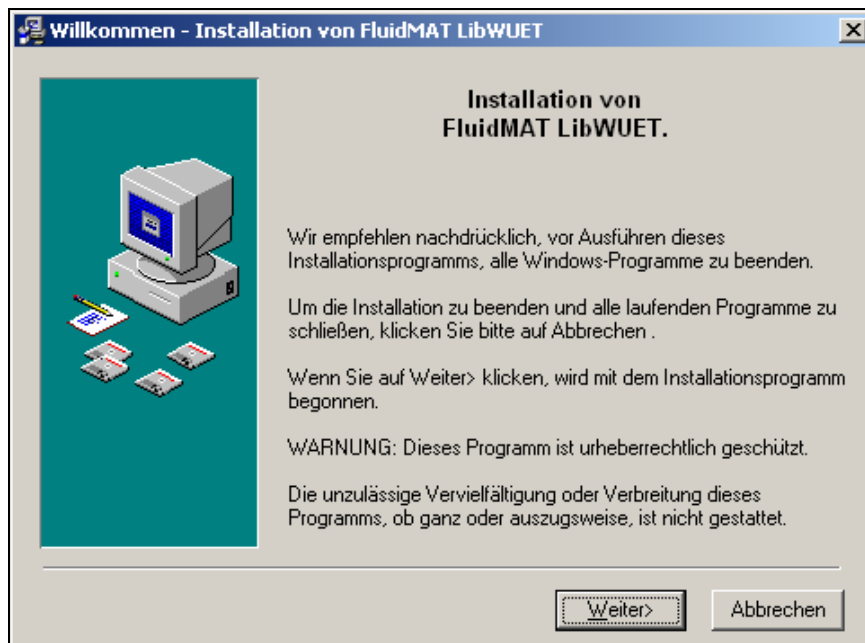 Willkommen - Installation von FluidMAT LibWUET
Installation von
FluidMAT LibWUET.
Wir empfehlen nachdrücklich, vor Ausführen dieses
Installationsprogramms, alle Windows-Programme zu beenden.
Um die Installation zu beenden und alle laufenden Programme zu
schließen, klicken Sie bitte auf Abbrechen .
Wenn Sie auf Weiter> klicken, wird mit dem Installationsprogramm
begonnen.
WARNUNG: Dieses Programm ist urheberrechtlich geschützt.
Die unzulässige Vervielfältigung oder Verbreitung dieses
Programms, ob ganz oder auszugsweise, ist nicht gestattet.
Weiter>
Abbrechen